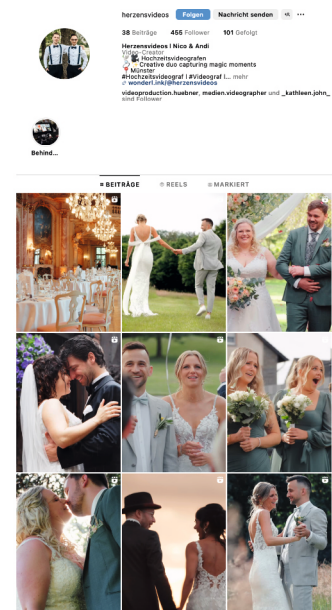 herzensvideos Folgen Nachricht senden
38 Beiträge 455 Follower 101 Gefolgt
Herzensvideos I Nico & Andi
Video-Creator
Hochzeitsvideografen
Creative duo capturing magic moments
Münster
#Hochzeitsvideograf I #Videograf I... mehr
wonderl.ink/@herzensvideos
videoproduction.huebner, medien.videographer und _kathleen.john_
sind Follower
Behind...
BEITRÄGE REELS MARKIERT